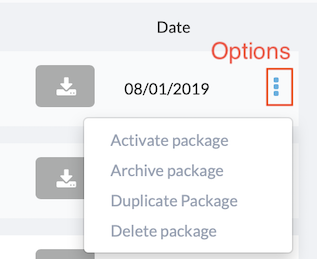 Date
Options
08/01/2019
Activate package
Archive package
Duplicate Package
Delete package